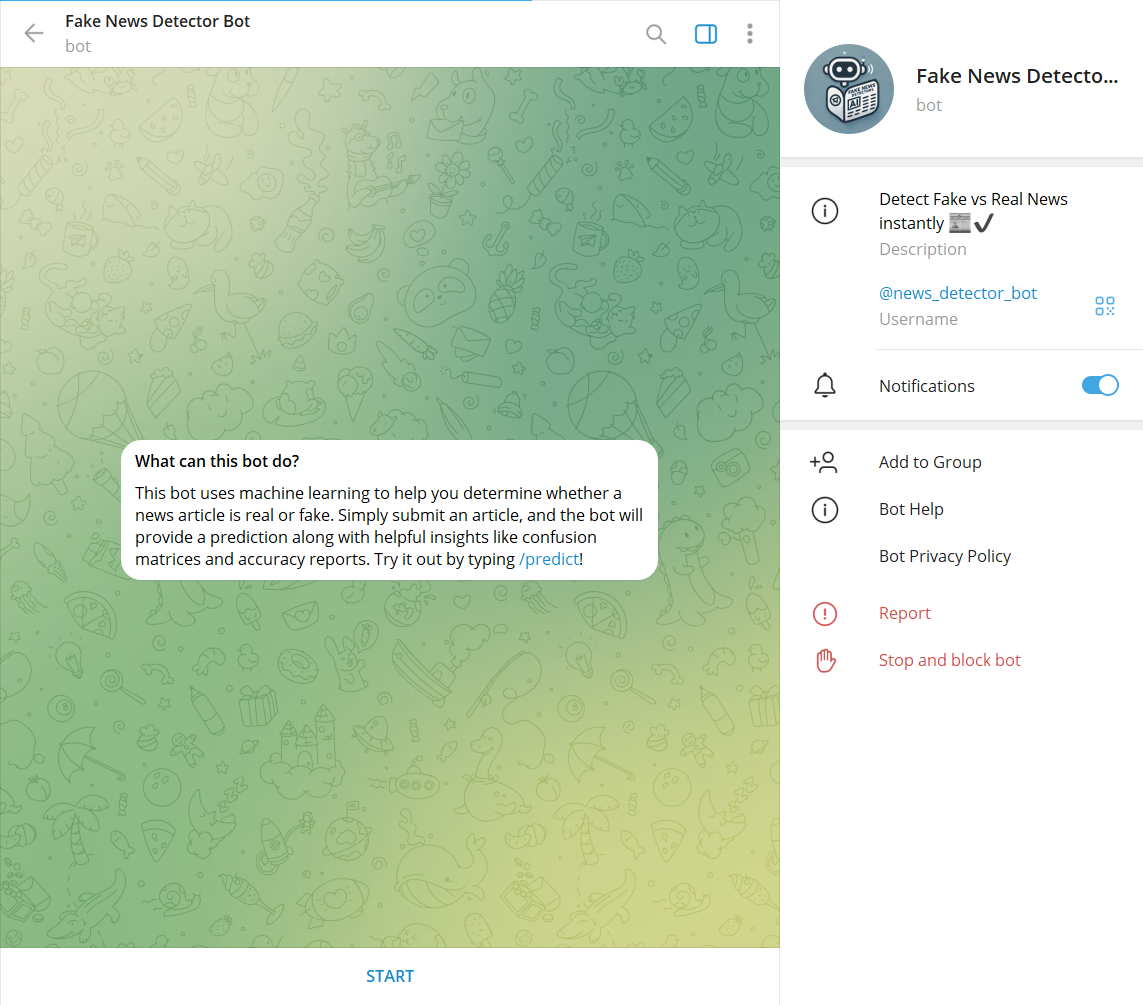 Fake News Detector Bot
bot
What can this bot do?
This bot uses machine learning to help you determine whether a
news article is real or fake. Simply submit an article, and the bot will
provide a prediction along with helpful insights like confusion
matrices and accuracy reports. Try it out by typing /predict!
START
FAKE NEWS
AI
Fake News Detecto...
bot
Detect Fake vs Real News
instantly 📰✔
Description
@news_detector_bot
Username
Notifications
Add to Group
Bot Help
Bot Privacy Policy
Report
Stop and block bot